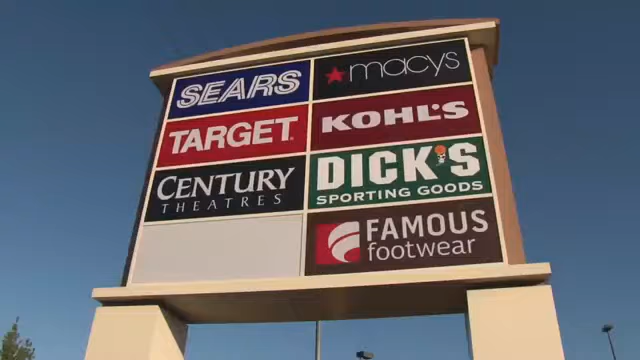 SEARS
macys
TARGET
KOHL'S
CENTURY
THEATRES
DICK'S
SPORTING GOODS
FAMOUS
footwear